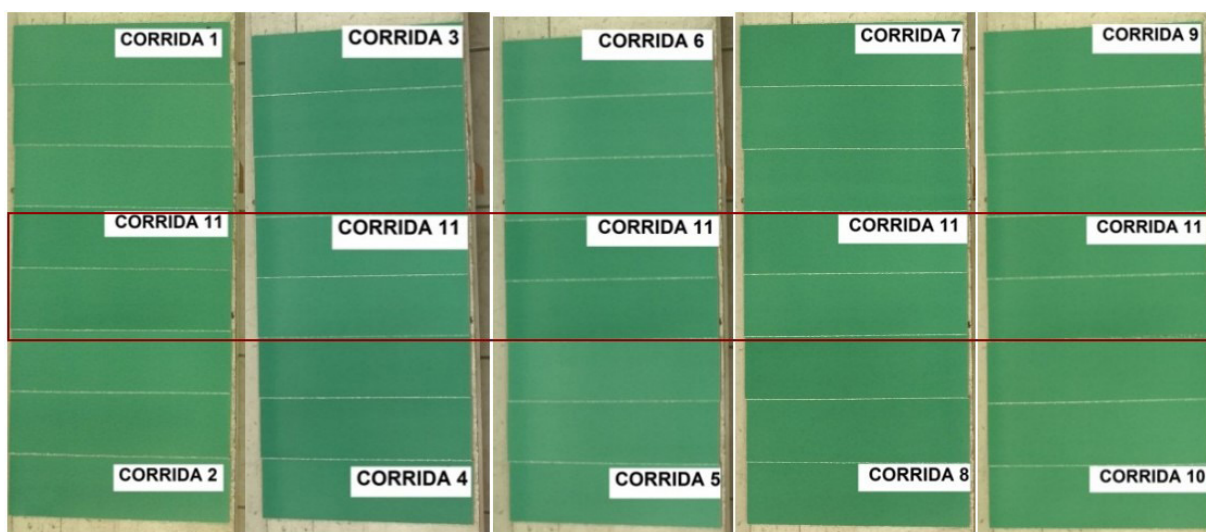 CORRIDA 1
CORRIDA 3
CORRIDA 6
CORRIDA 7
CORRIDA 9
CORRIDA 11
CORRIDA 11
CORRIDA 11
CORRIDA 11
CORRIDA 11
CORRIDA 2
CORRIDA 4
CORRIDA 5
CORRIDA 8
CORRIDA 10